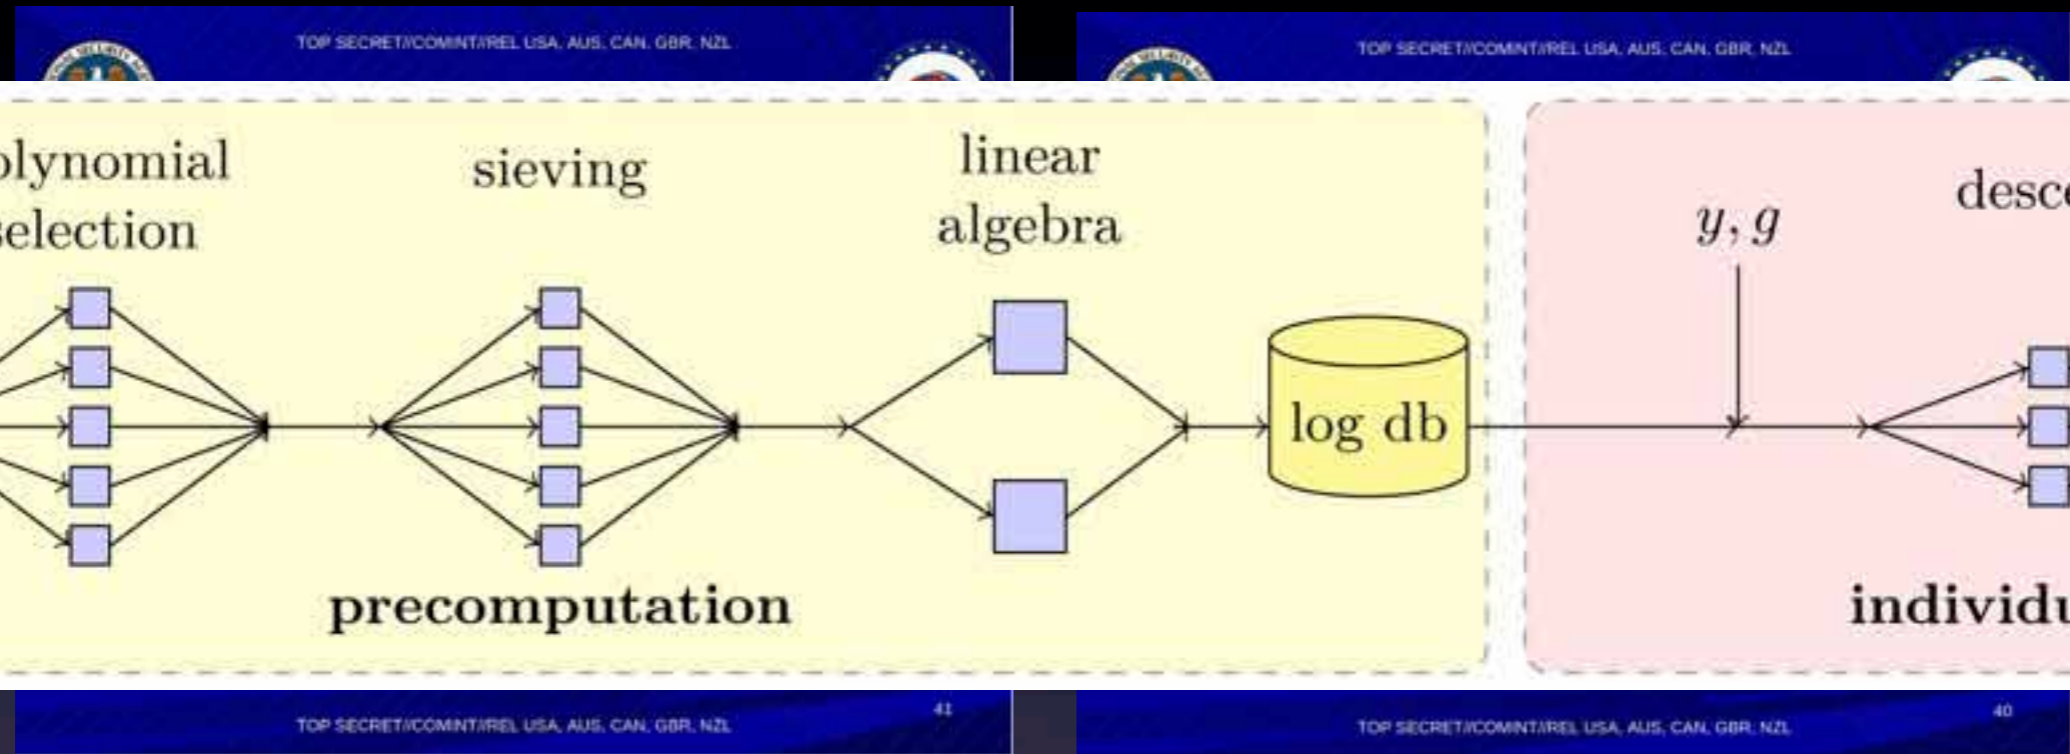 TOP SECRET//COMINT//REL USA, AUS, CAN, GBR, NZL
TOP SECRET//COMINT//REL USA, AUS, CAN, GBR, NZL
olynomial
selection
sieving
linear
algebra
log db
precomputation
y, g
desce
individu
TOP SECRET//COMINT//REL USA, AUS, CAN, GBR, NZL
41
TOP SECRET//COMINT//REL USA, AUS, CAN, GBR, NZL
40